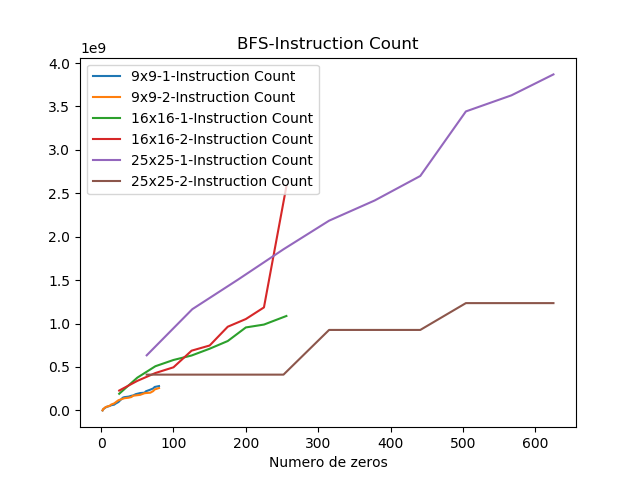 BFS-Instruction Count
1e9
4.0
3.5
3.0
2.5
2.0
1.5
1.0
0.5
0.0
9x9-1-Instruction Count
9x9-2-Instruction Count
16x16-1-Instruction Count
16x16-2-Instruction Count
25x25-1-Instruction Count
25x25-2-Instruction Count
0 100 200 300 400 500 600
Numero de zeros